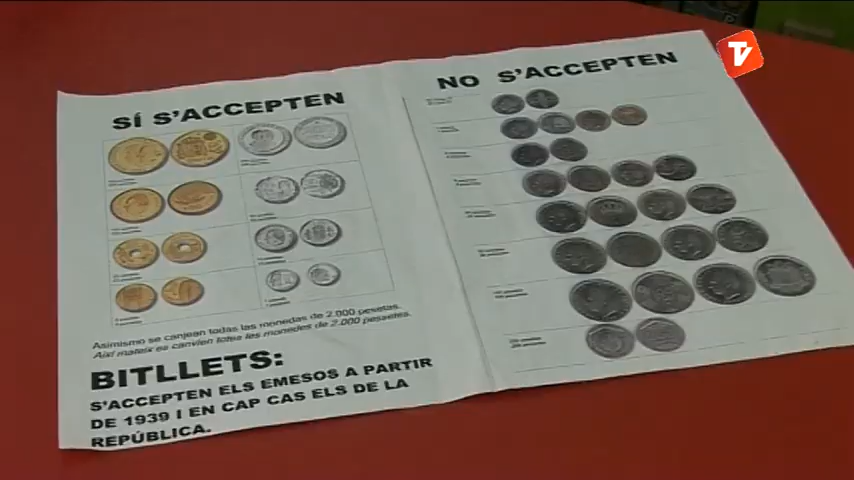 SÍ S'ACCEPTEN
Asimismo se canjean todas las monedas de 2.000 pesetas.
Així mateix es canvien totes les monedes de 2.000 pessetes.
BITLLETS:
S'ACCEPTEN ELS EMESOS A PARTIR
DE 1939 I EN CAP CAS ELS DE LA
REPÚBLICA.
NO S'ACCEPTEN
TV